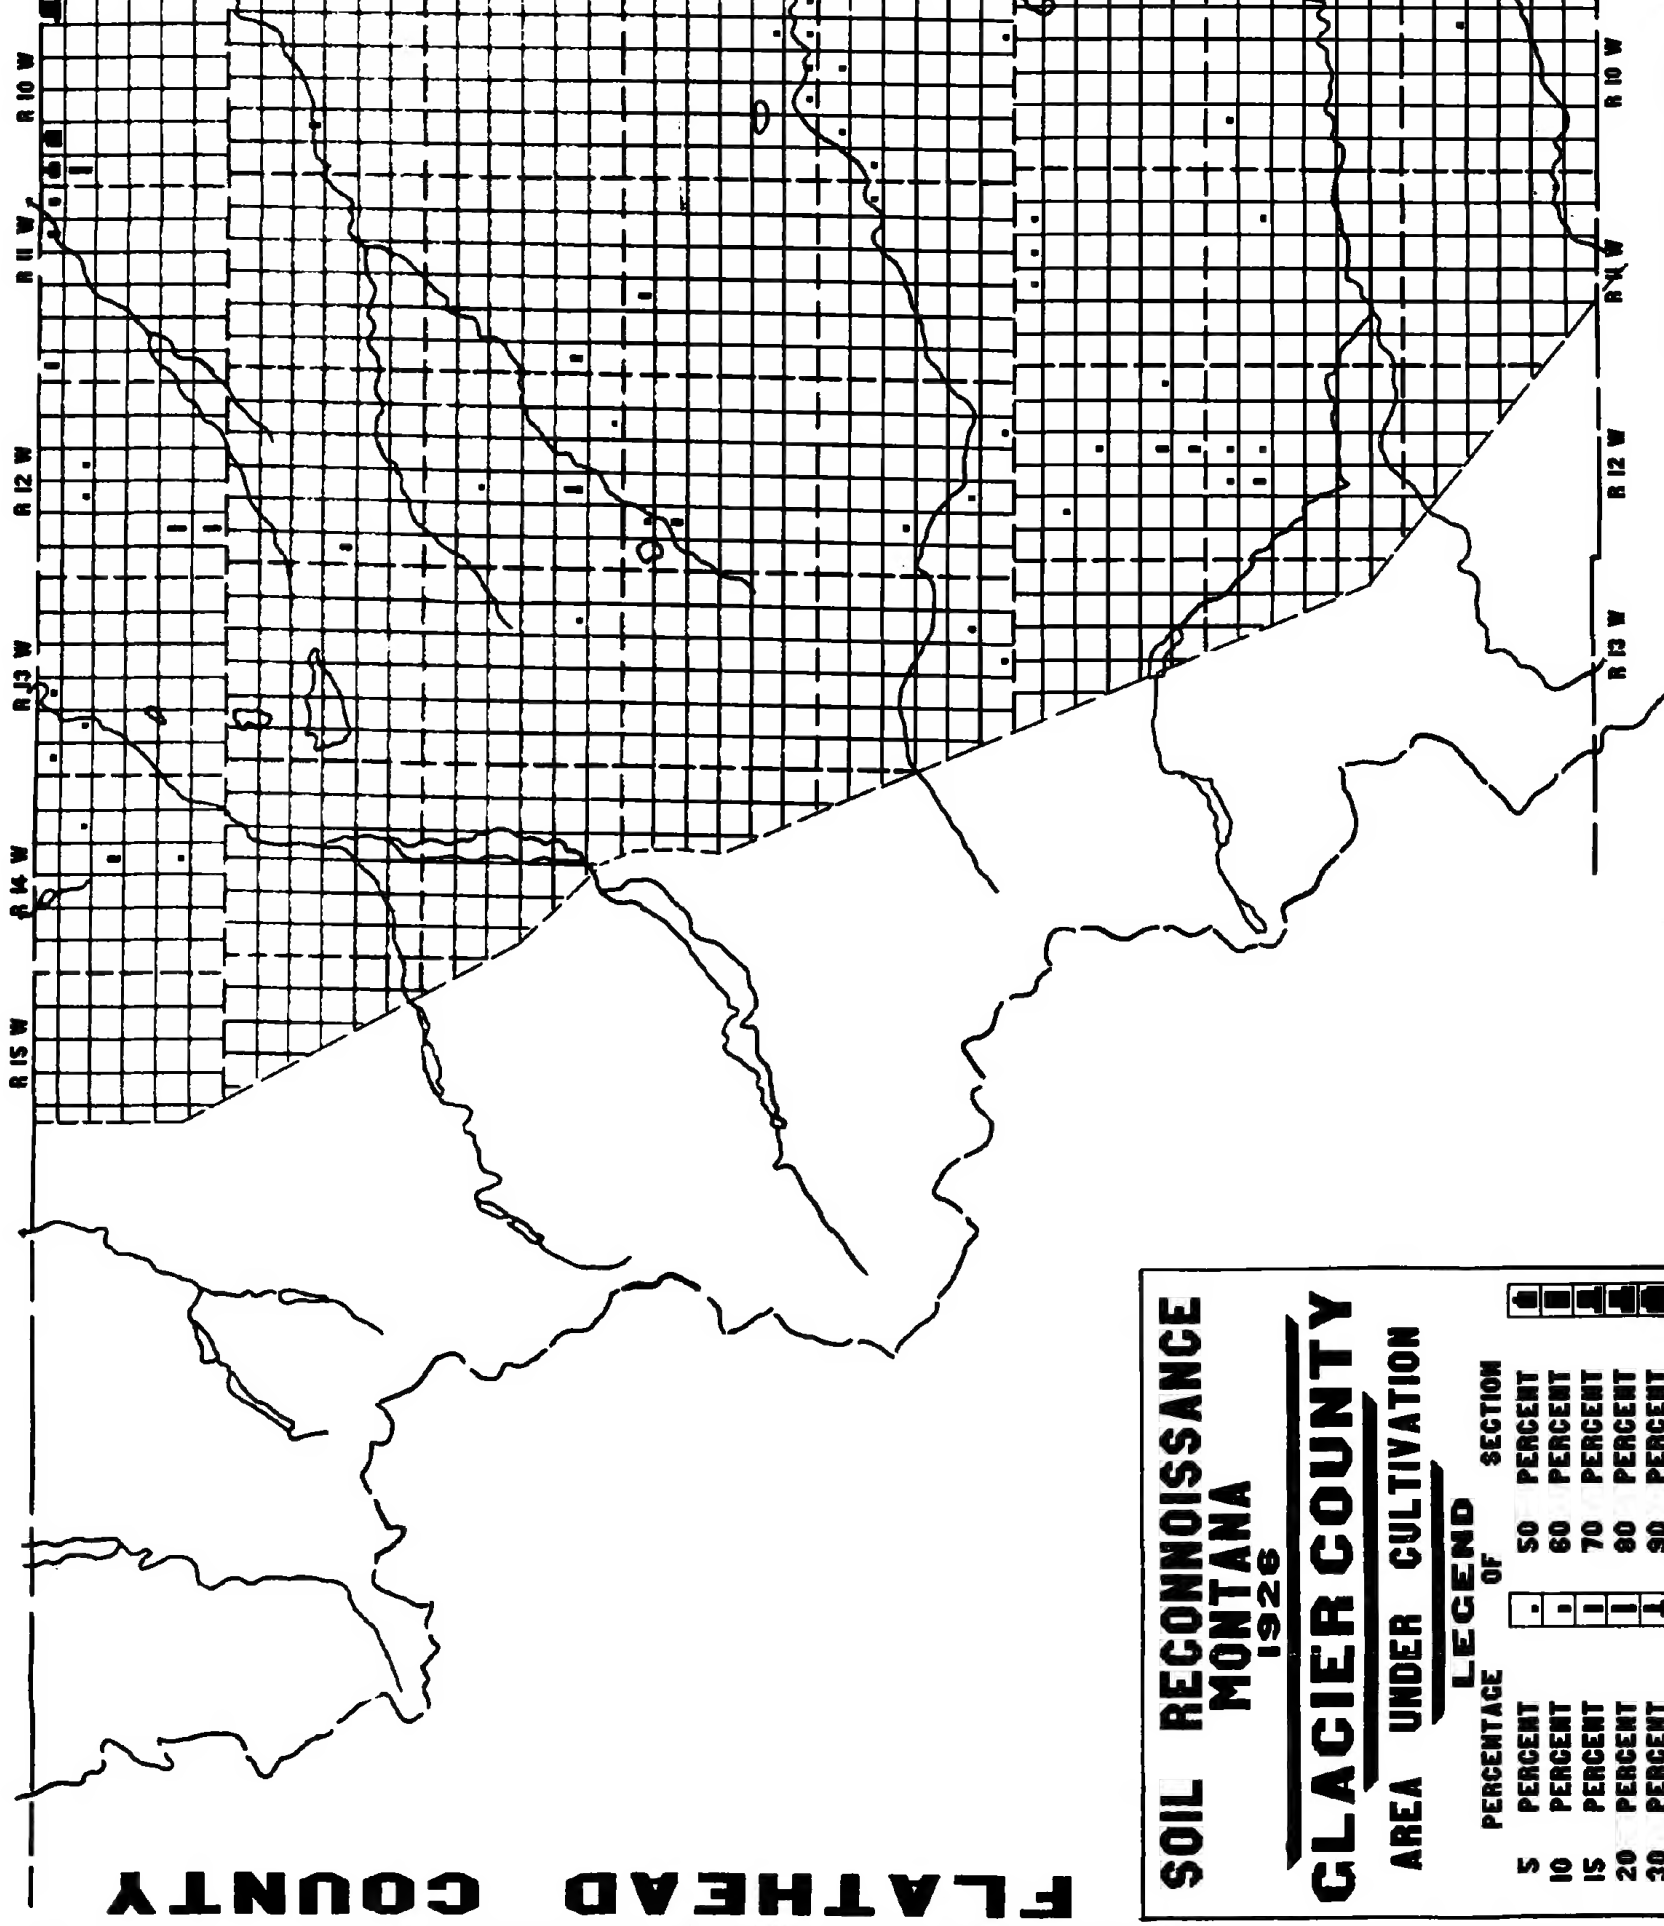 R 10 W
R 11 W
R 12 W
R 13 W
R 14 W
R 15 W
R 10 W
R 11 W
R 12 W
R 13 W
FLATHEAD COUNTY
SOIL RECONNOISSANCE
MONTANA
1926
GLACIER COUNTY
AREA UNDER CULTIVATION
LEGEND
PERCENTAGE OF SECTION
5 PERCENT 50 PERCENT
10 PERCENT 60 PERCENT
15 PERCENT 70 PERCENT
20 PERCENT 80 PERCENT
30 PERCENT 90 PERCENT